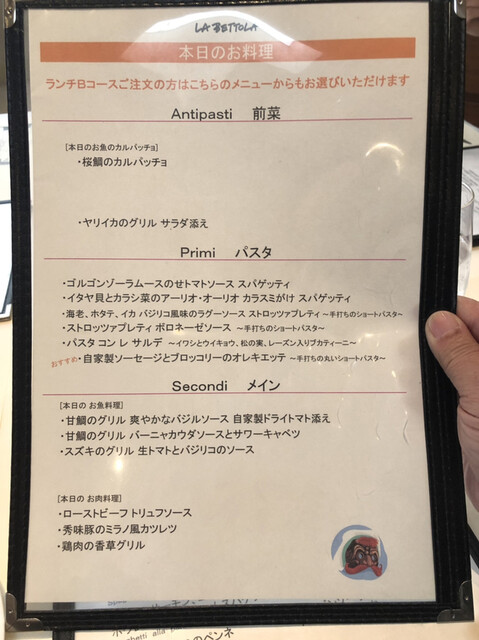 LA BETTOLA
本日のお料理
ランチBコースご注文の方はこちらのメニューからもお選びいただけます
Antipasti 前菜
[本日のお魚のカルパッチョ]
・桜鯛のカルパッチョ
・ヤリイカのグリル サラダ添え
Primi パスタ
・ゴルゴンゾーラムースのせトマトソース スパゲッティ
・イタヤ貝とカラシ菜のアーリオ・オーリオ カラスミがけ スパゲッティ
・海老、ホタテ、イカ バジリコ風味のラグーソース ストロッツァプレティ ～手打ちのショートパスタ～
・ストロッツァプレティ ボロネーゼソース ～手打ちのショートパスタ～
・パスタ コン レ サルデ ～イワシとウイキョウ、松の実、レーズン入りブカティーニ～
おすすめ ・自家製ソーセージとブロッコリーのオレキエッテ ～手打ちの丸いショートパスタ～
Secondi メイン
[本日のお魚料理]
・甘鯛のグリル 爽やかなバジルソース 自家製ドライトマト添え
・甘鯛のグリル バーニャカウダソースとサワーキャベツ
・スズキのグリル 生トマトとバジリコのソース
[本日の お肉料理]
・ローストビーフ トリュフソース
・秀味豚のミラノ風カツレツ
・鶏肉の香草グリル
のペンネ